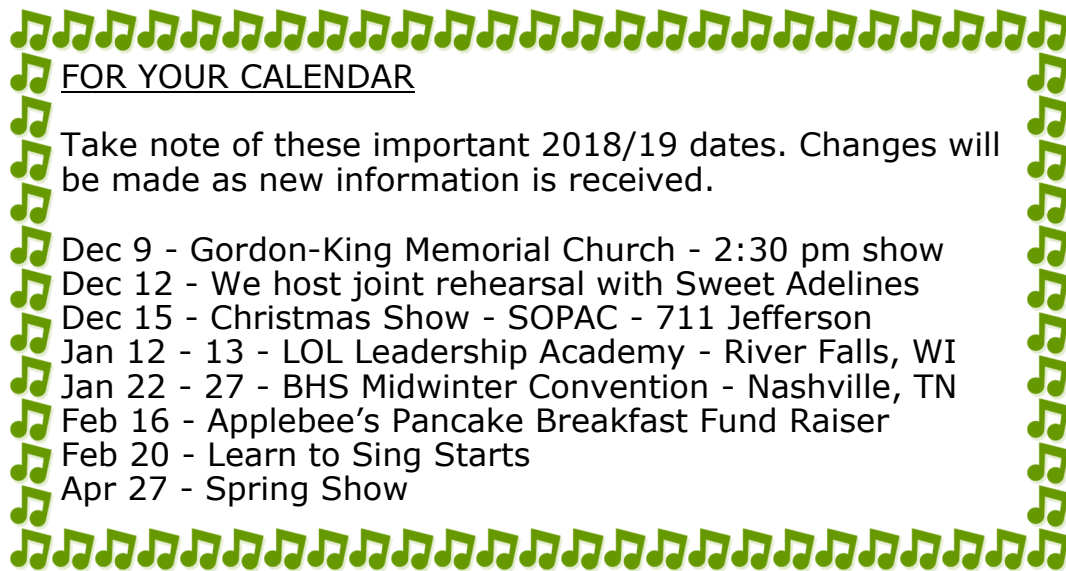 FOR YOUR CALENDAR
Take note of these important 2018/19 dates. Changes will
be made as new information is received.
Dec 9 - Gordon-King Memorial Church - 2:30 pm show
Dec 12 - We host joint rehearsal with Sweet Adelines
Dec 15 - Christmas Show - SOPAC - 711 Jefferson
Jan 12 - 13 - LOL Leadership Academy - River Falls, WI
Jan 22 - 27 - BHS Midwinter Convention - Nashville, TN
Feb 16 - Applebee’s Pancake Breakfast Fund Raiser
Feb 20 - Learn to Sing Starts
Apr 27 - Spring Show